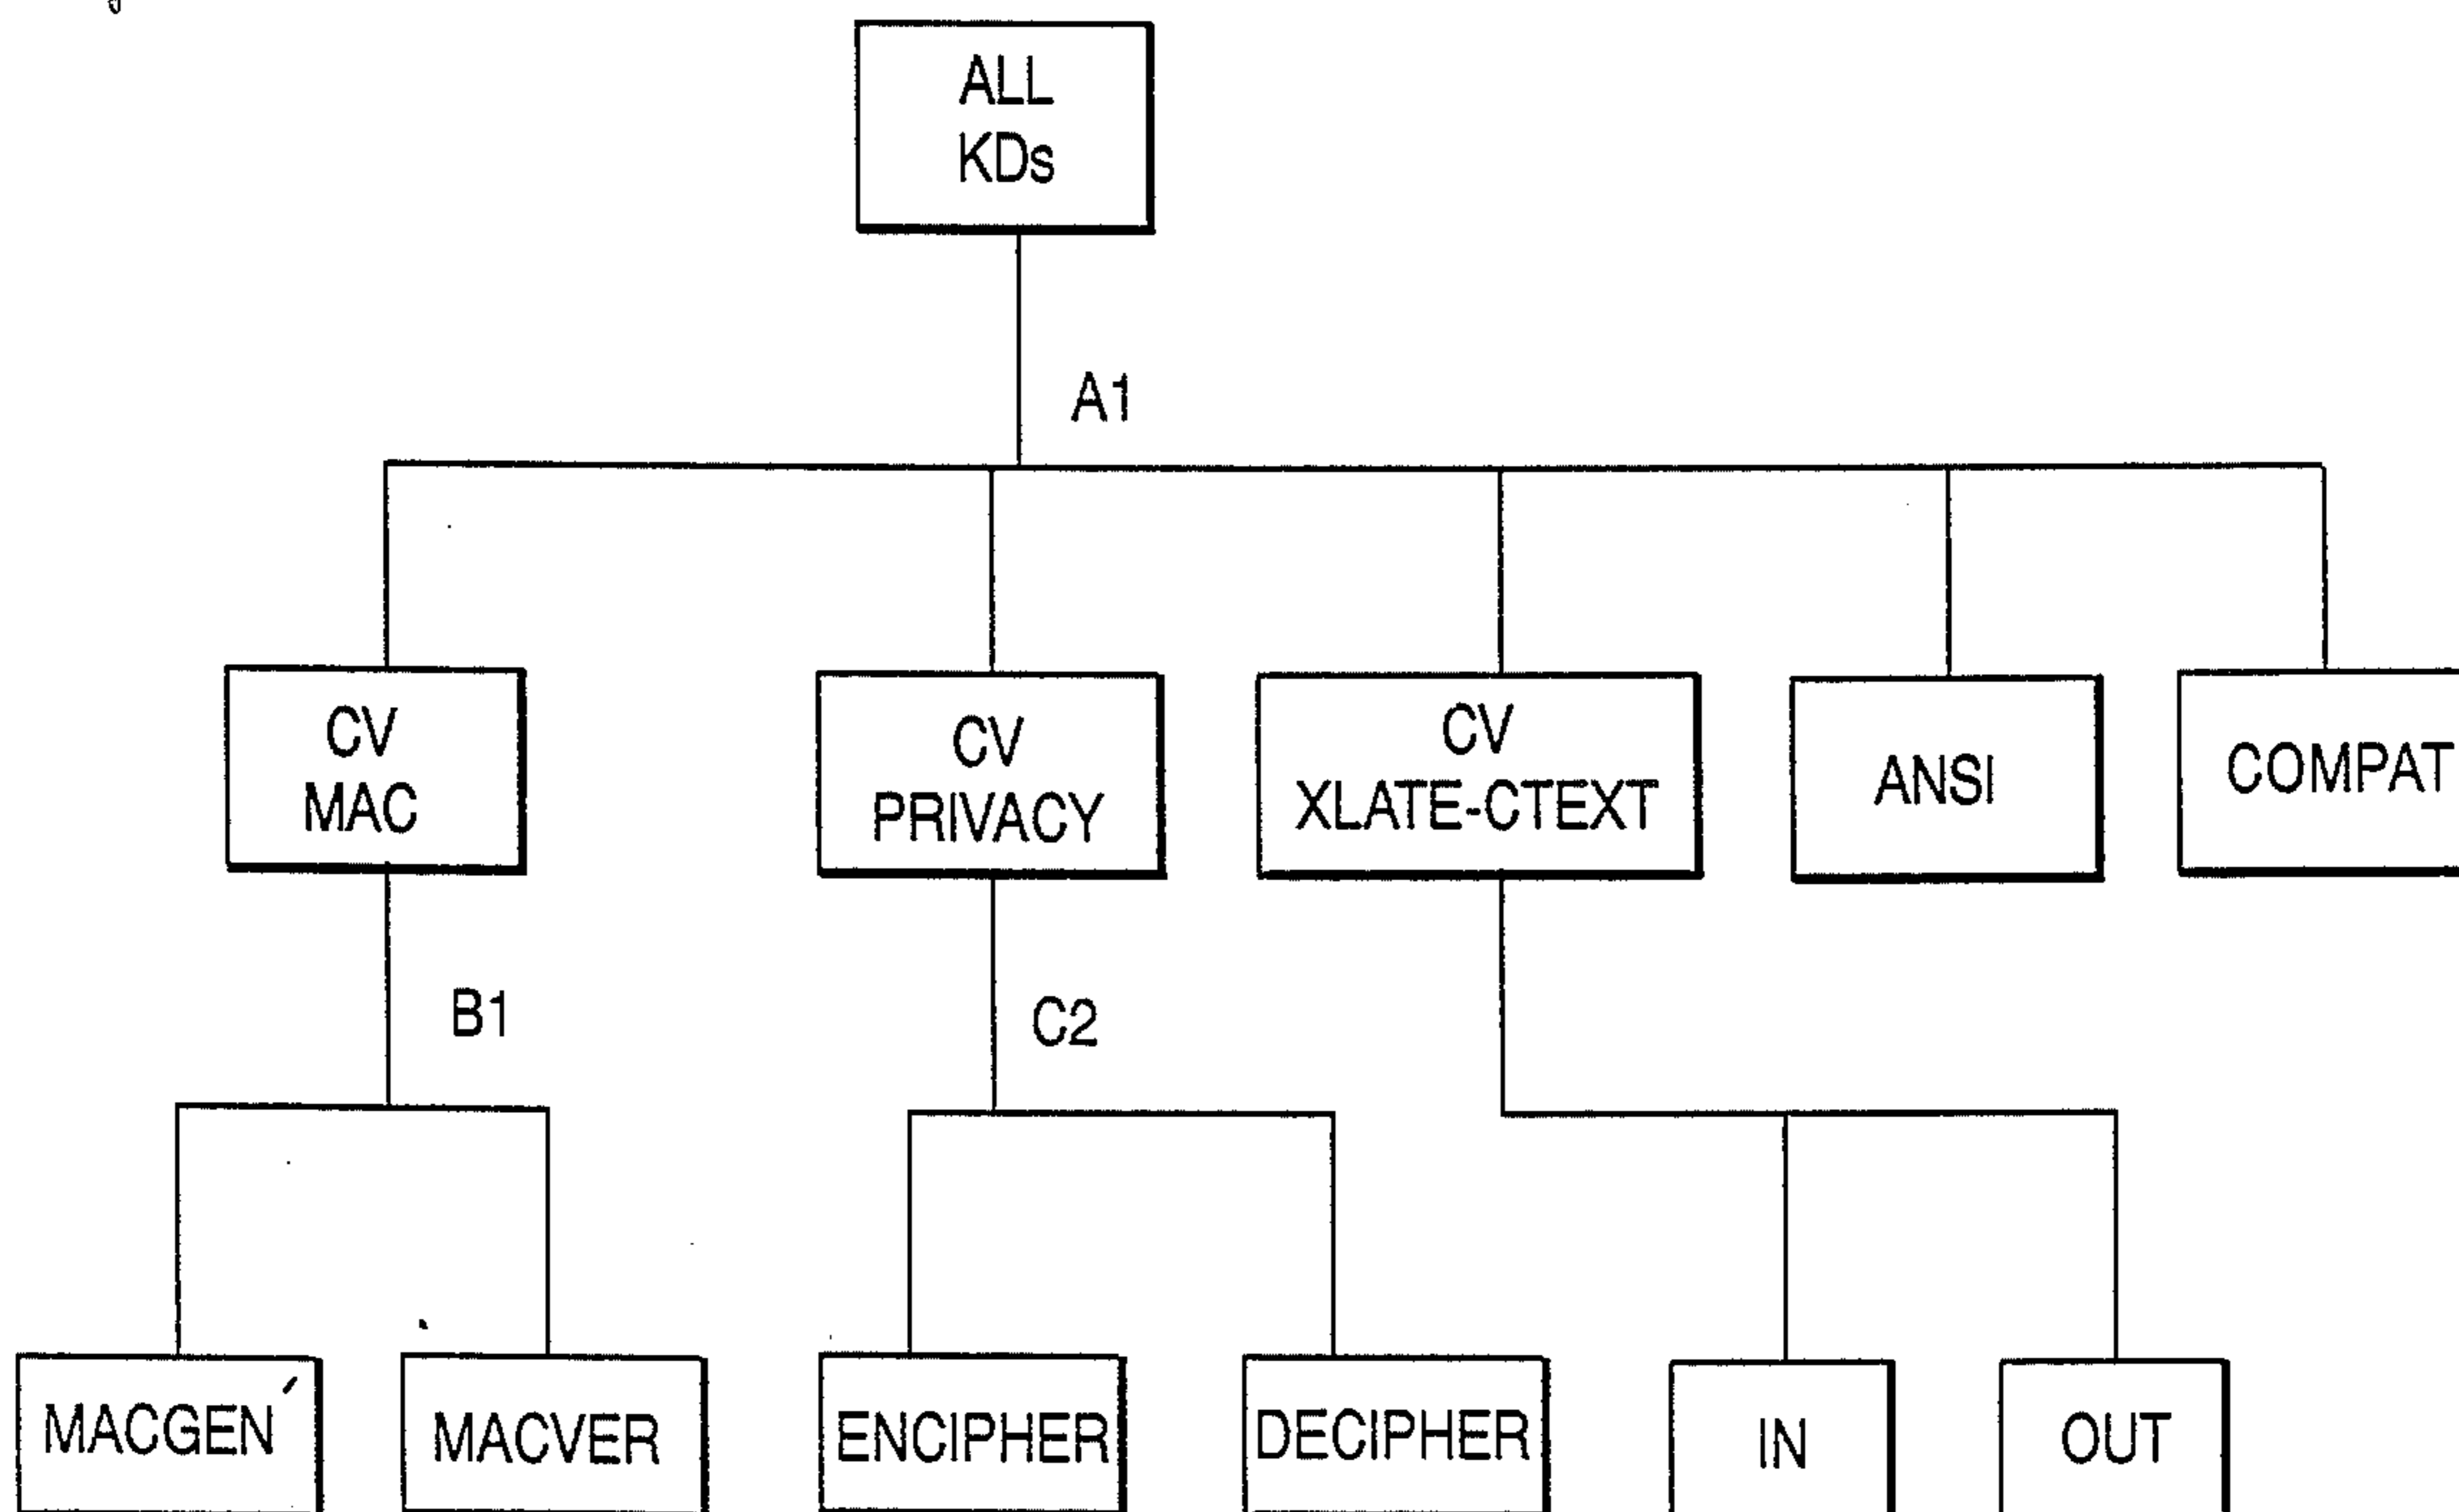 ALL
KDs
A1
CV
MAC
CV
PRIVACY
CV
XLATE-CTEXT
ANSI
COMPAT
B1
C2
MACGEN
MACVER
ENCIPHER
DECIPHER
IN
OUT